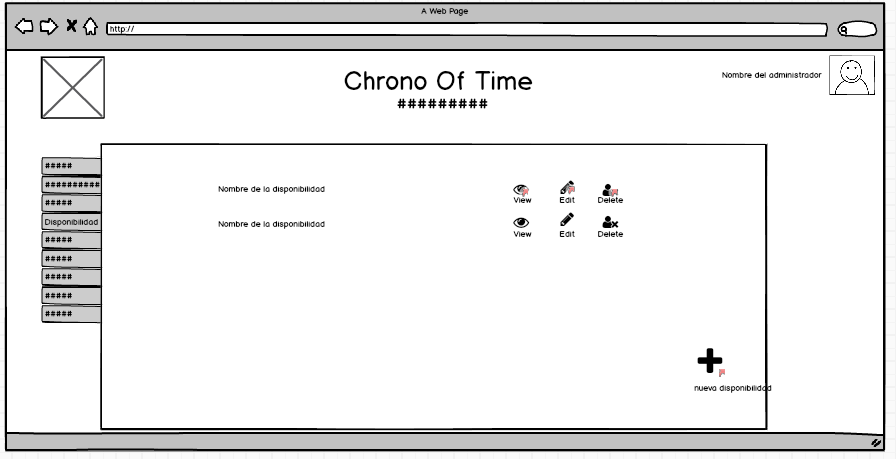 A Web Page
http://
Chrono Of Time
#########
Nombre del administrador
#####
##########
#####
Disponibilidad
#####
#####
#####
#####
#####
Nombre de la disponibilidad
View
Edit
Delete
Nombre de la disponibilidad
View
Edit
Delete
nueva disponibilidad